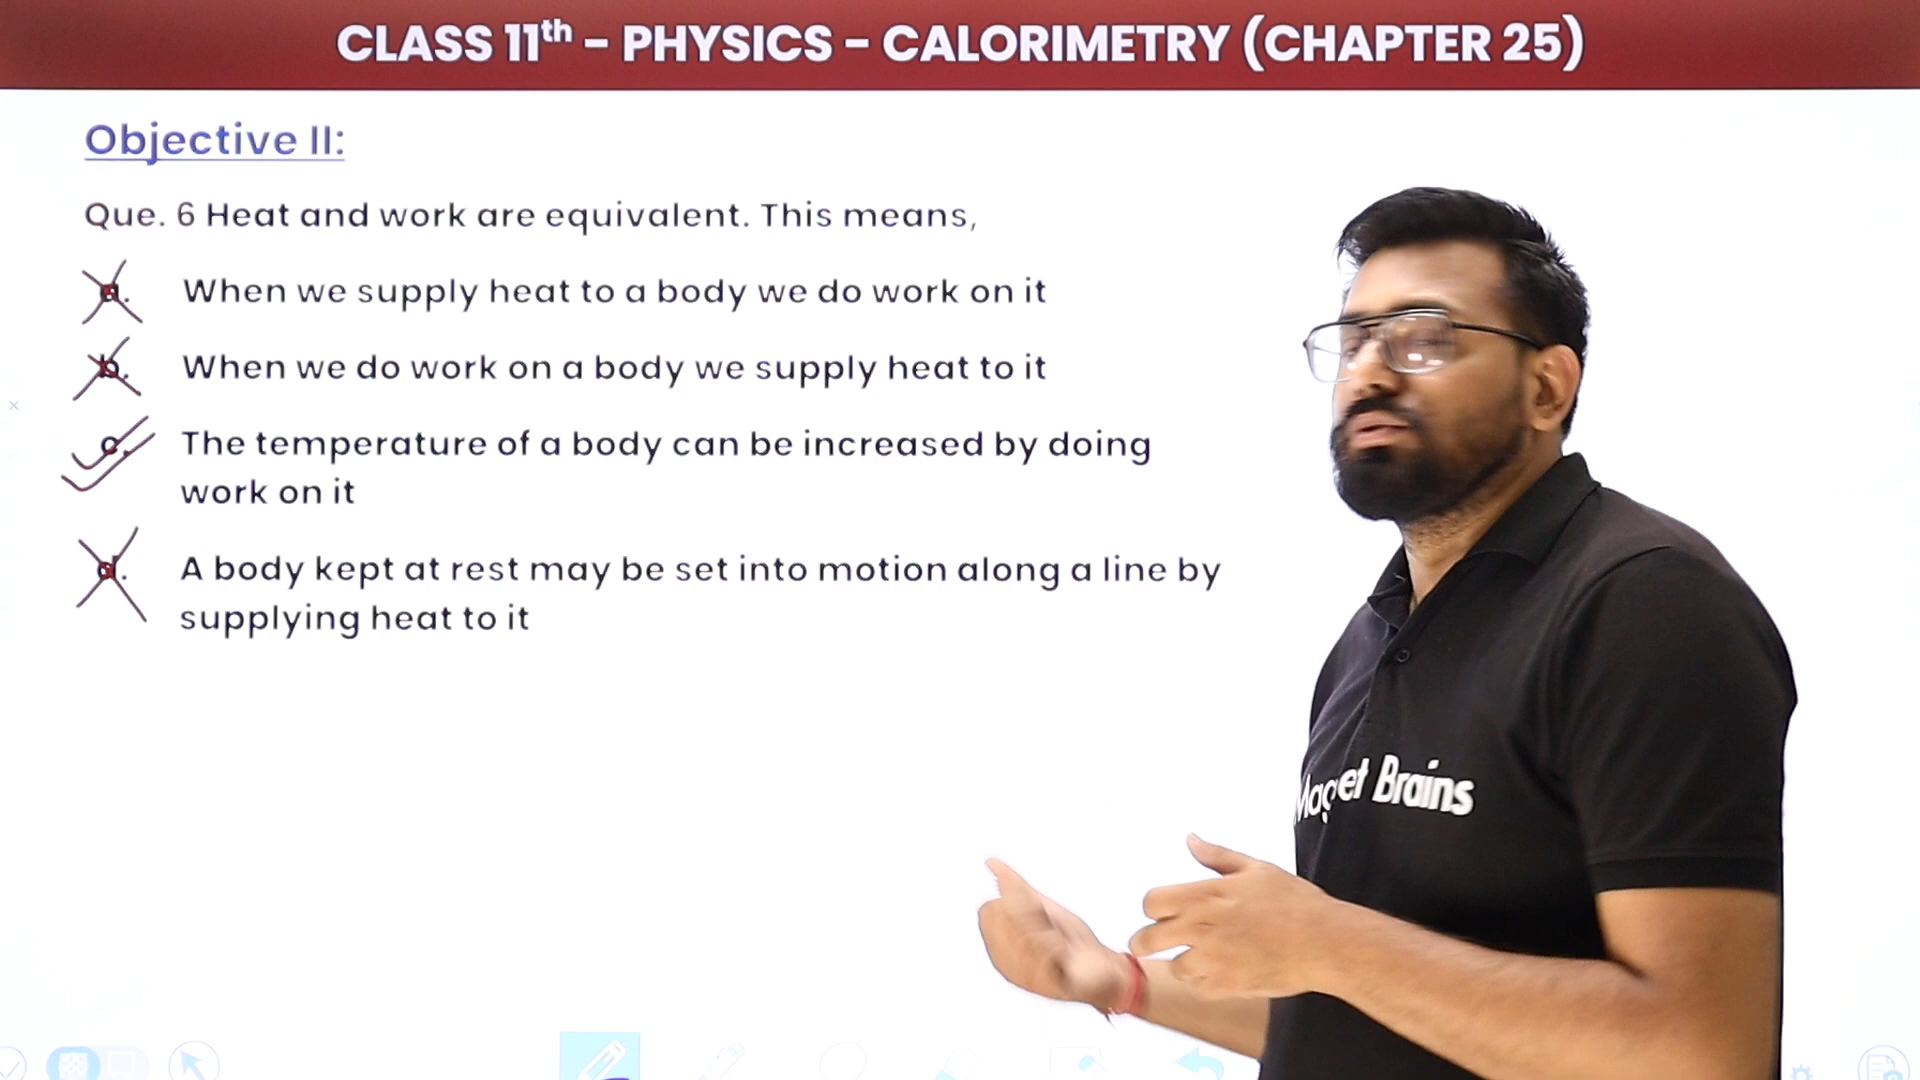 CLASS 11th – PHYSICS – CALORIMETRY (CHAPTER 25)
Objective II:
Que. 6 Heat and work are equivalent. This means,
a. When we supply heat to a body we do work on it
b. When we do work on a body we supply heat to it
c. The temperature of a body can be increased by doing
work on it
d. A body kept at rest may be set into motion along a line by
supplying heat to it
Magnet Brains